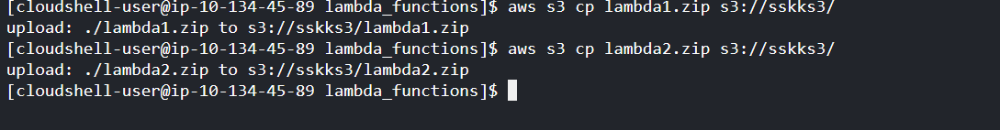 [cloudshell-user@ip-10-134-45-89 lambda_functions]$ aws s3 cp lambda1.zip s3://sskks3/
upload: ./lambda1.zip to s3://sskks3/lambda1.zip
[cloudshell-user@ip-10-134-45-89 lambda_functions]$ aws s3 cp lambda2.zip s3://sskks3/
upload: ./lambda2.zip to s3://sskks3/lambda2.zip
[cloudshell-user@ip-10-134-45-89 lambda_functions]$